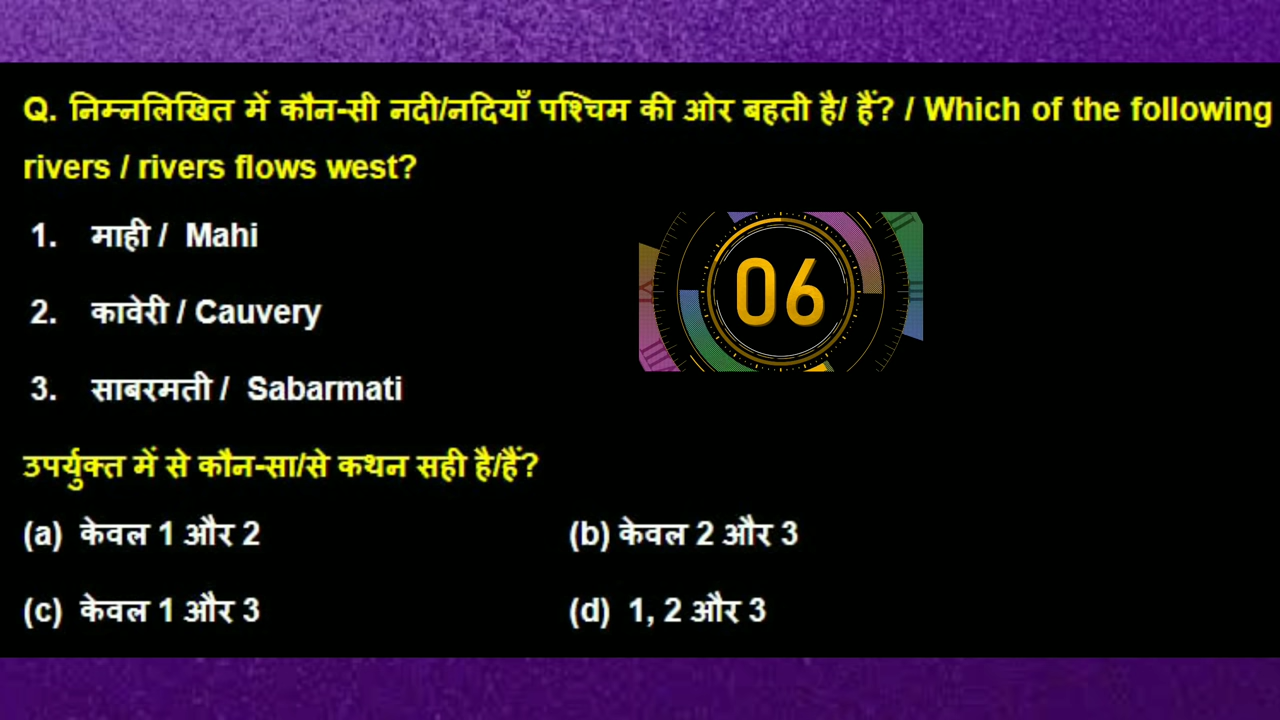 Q. निम्नलिखित में कौन-सी नदी/नदियाँ पश्चिम की ओर बहती है/ हैं? / Which of the following
rivers / rivers flows west?
1. माही / Mahi
2. कावेरी / Cauvery
06
3. साबरमती / Sabarmati
उपर्युक्त में से कौन-सा/से कथन सही है/हैं?
(a) केवल 1 और 2 (b) केवल 2 और 3
(c) केवल 1 और 3 (d) 1, 2 और 3